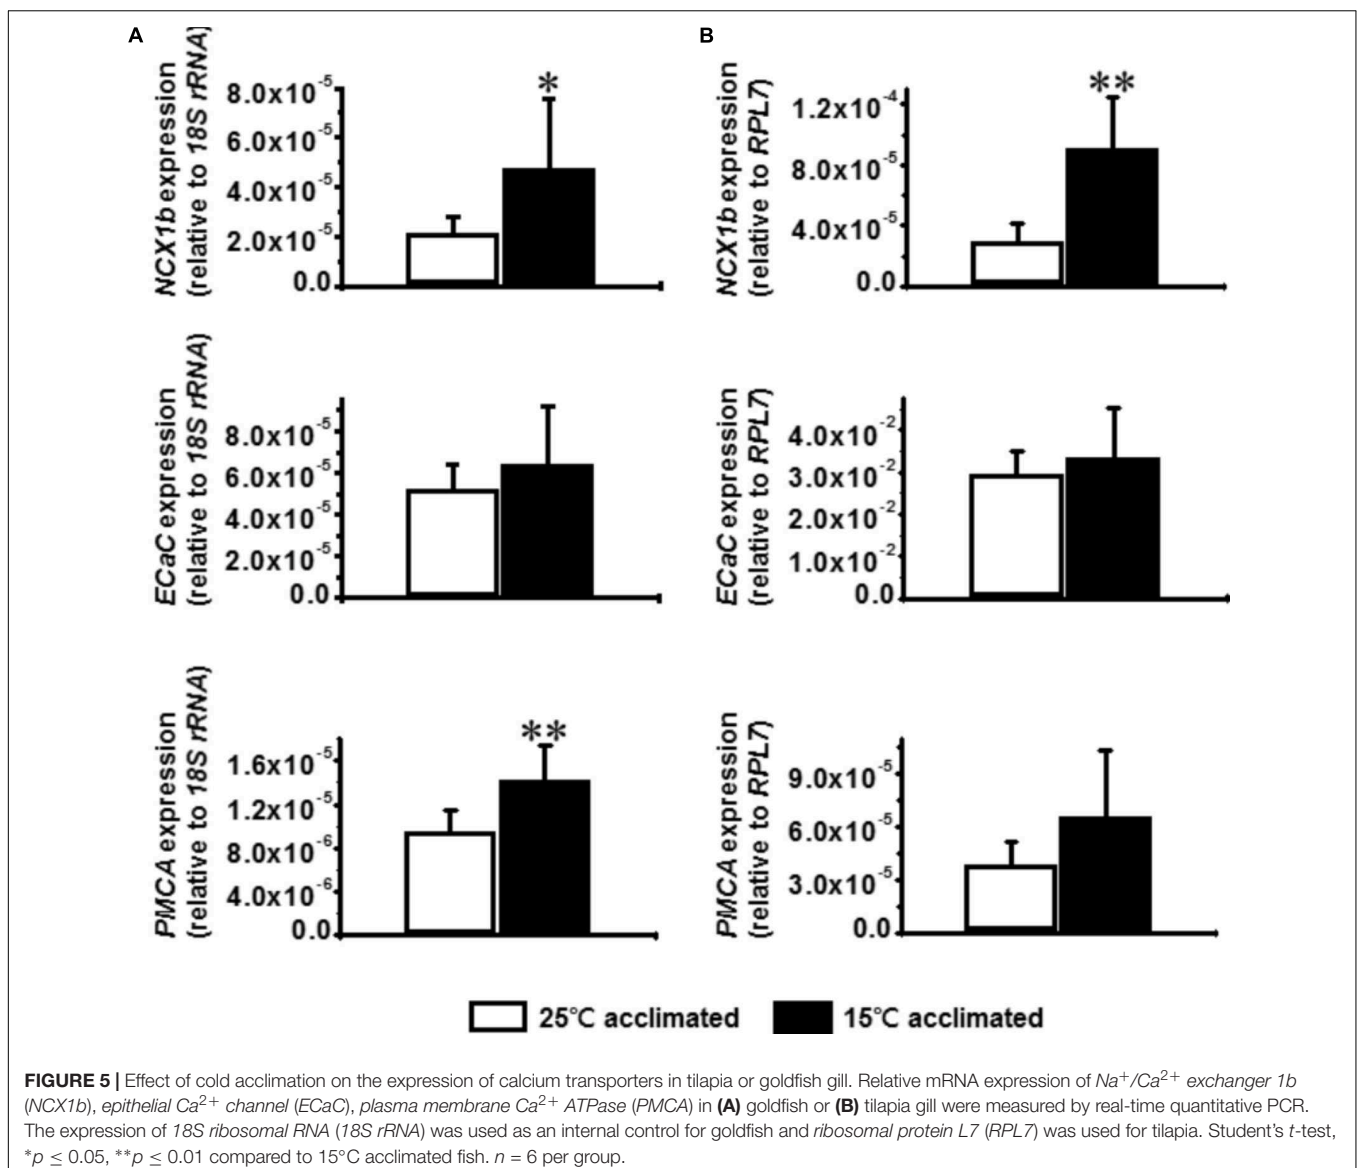 A
B
NCX1b expression
(relative to 18S rRNA)
8.0x10⁻⁵
6.0x10⁻⁵
4.0x10⁻⁵
2.0x10⁻⁵
0.0
*
NCX1b expression
(relative to RPL7)
1.2x10⁻⁴
8.0x10⁻⁵
4.0x10⁻⁵
0.0
**
ECaC expression
(relative to 18S rRNA)
8.0x10⁻⁵
6.0x10⁻⁵
4.0x10⁻⁵
2.0x10⁻⁵
0.0
ECaC expression
(relative to RPL7)
4.0x10⁻²
3.0x10⁻²
2.0x10⁻²
1.0x10⁻²
0.0
PMCA expression
(relative to 18S rRNA)
1.6x10⁻⁵
1.2x10⁻⁵
8.0x10⁻⁶
4.0x10⁻⁶
0.0
**
PMCA expression
(relative to RPL7)
9.0x10⁻⁵
6.0x10⁻⁵
3.0x10⁻⁵
0.0
25℃ acclimated
15℃ acclimated
FIGURE 5 | Effect of cold acclimation on the expression of calcium transporters in tilapia or goldfish gill. Relative mRNA expression of Na⁺/Ca²⁺ exchanger 1b
(NCX1b), epithelial Ca²⁺ channel (ECaC), plasma membrane Ca²⁺ ATPase (PMCA) in (A) goldfish or (B) tilapia gill were measured by real-time quantitative PCR.
The expression of 18S ribosomal RNA (18S rRNA) was used as an internal control for goldfish and ribosomal protein L7 (RPL7) was used for tilapia. Student's t-test,
*p ≤ 0.05, **p ≤ 0.01 compared to 15°C acclimated fish. n = 6 per group.